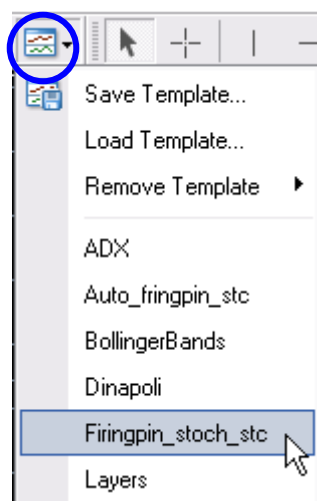 Save Template...
Load Template...
Remove Template
ADX
Auto_fringpin_stc
BollingerBands
Dinapoli
Firingpin_stoch_stc
Layers